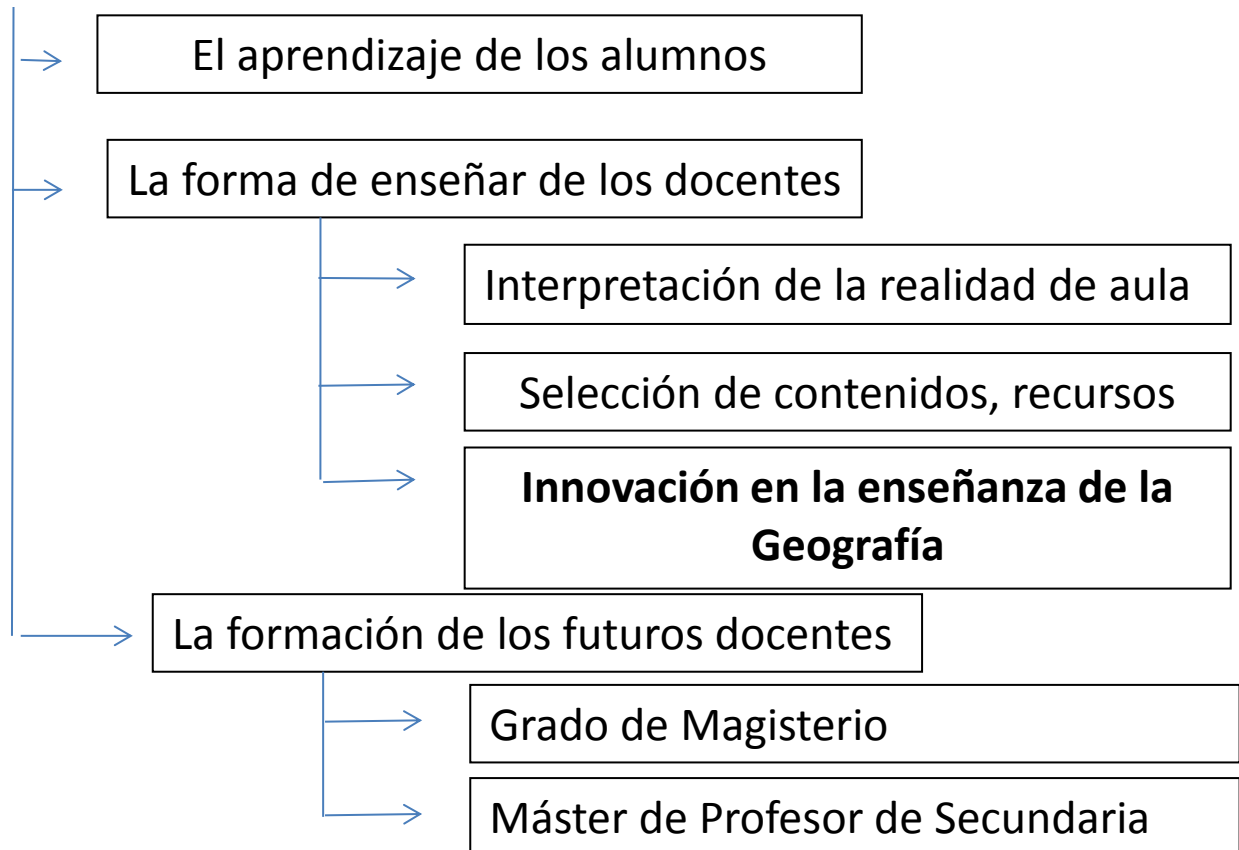 El aprendizaje de los alumnos
La forma de enseñar de los docentes
Interpretación de la realidad de aula
Selección de contenidos, recursos
Innovación en la enseñanza de la
Geografía
La formación de los futuros docentes
Grado de Magisterio
Máster de Profesor de Secundaria